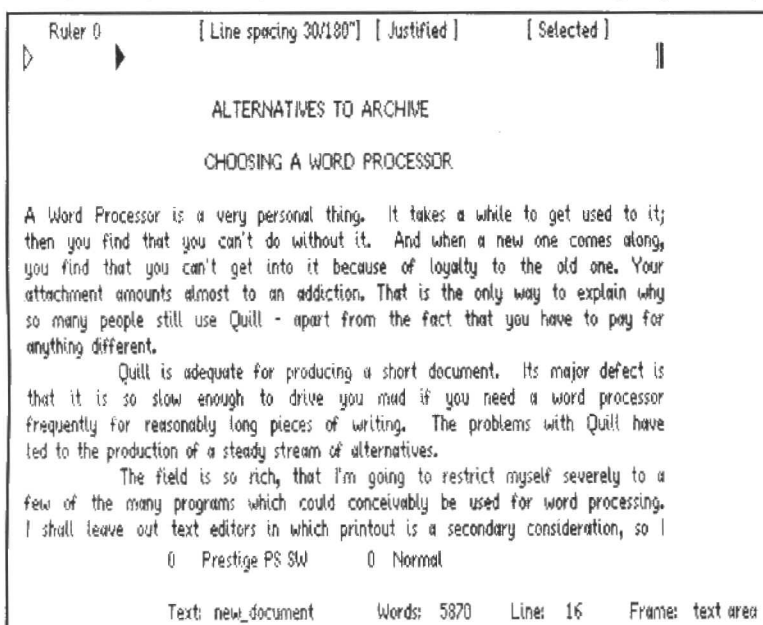 Ruler 0 [ Line spacing 30/180"] [ Justified ] [ Selected ]
ALTERNATIVES TO ARCHIVE
CHOOSING A WORD PROCESSOR
A Word Processor is a very personal thing. It takes a while to get used to it;
then you find that you can't do without it. And when a new one comes along,
you find that you can't get into it because of loyalty to the old one. Your
attachment amounts almost to an addiction. That is the only way to explain why
so many people still use Quill - apart from the fact that you have to pay for
anything different.
Quill is adequate for producing a short document. Its major defect is
that it is so slow enough to drive you mad if you need a word processor
frequently for reasonably long pieces of writing. The problems with Quill have
led to the production of a steady stream of alternatives.
The field is so rich, that I'm going to restrict myself severely to a
few of the many programs which could conceivably be used for word processing.
I shall leave out text editors in which printout is a secondary consideration, so I
0 Prestige PS SW 0 Normal
Text: new_document Words: 5870 Line: 16 Frame: text area